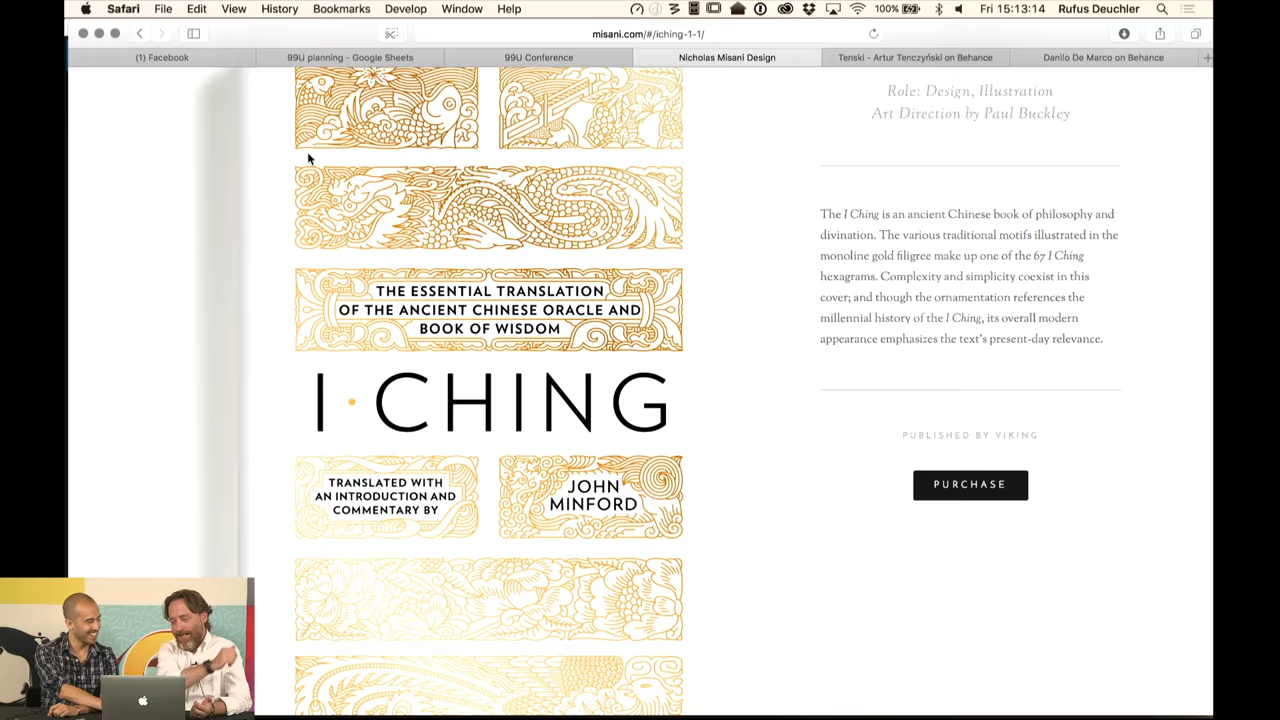 Safari File Edit View History Bookmarks Develop Window Help 100% Fri 15:13:14 Rufus Deuchler
misani.com/#/iching-1-1/
(1) Facebook 99U planning - Google Sheets 99U Conference Nicholas Misani Design Tenski - Artur Tenczyński on Behance Danilo De Marco on Behance
Role: Design, Illustration
Art Direction by Paul Buckley
THE ESSENTIAL TRANSLATION
OF THE ANCIENT CHINESE ORACLE AND
BOOK OF WISDOM
I·CHING
TRANSLATED WITH
AN INTRODUCTION AND
COMMENTARY BY
JOHN
MINFORD
The I Ching is an ancient Chinese book of philosophy and
divination. The various traditional motifs illustrated in the
monoline gold filigree make up one of the 67 I Ching
hexagrams. Complexity and simplicity coexist in this
cover; and though the ornamentation references the
millennial history of the I Ching, its overall modern
appearance emphasizes the text's present-day relevance.
PUBLISHED BY VIKING
PURCHASE